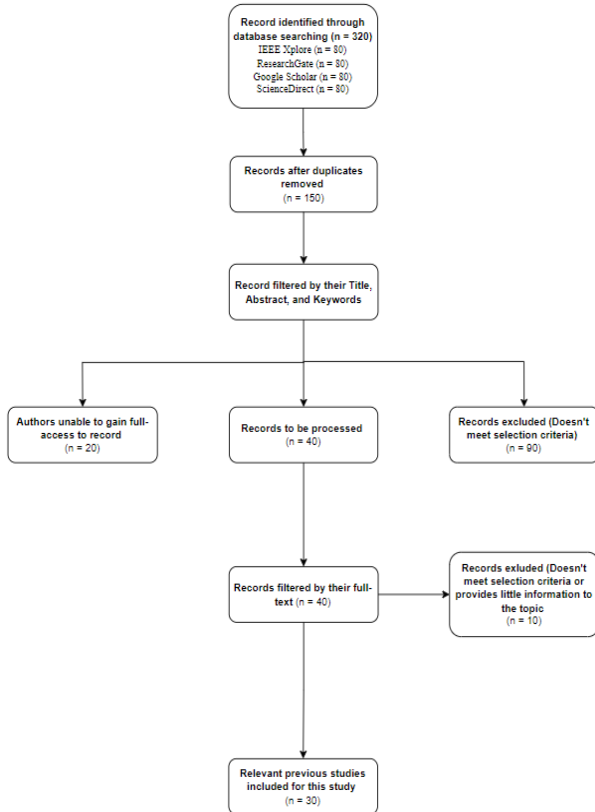 Record identified through
database searching (n = 320)
IEEE Xplore (n = 80)
ResearchGate (n = 80)
Google Scholar (n = 80)
ScienceDirect (n = 80)
Records after duplicates
removed
(n = 150)
Record filtered by their Title,
Abstract, and Keywords
Authors unable to gain full-
access to record
(n = 20)
Records to be processed
(n = 40)
Records excluded (Doesn't
meet selection criteria)
(n = 90)
Records filtered by their full-
text (n = 40)
Records exluded (Doesn't
meet selection criteria or
provides little information to
the topic
(n = 10)
Relevant previous studies
included for this study
(n = 30)